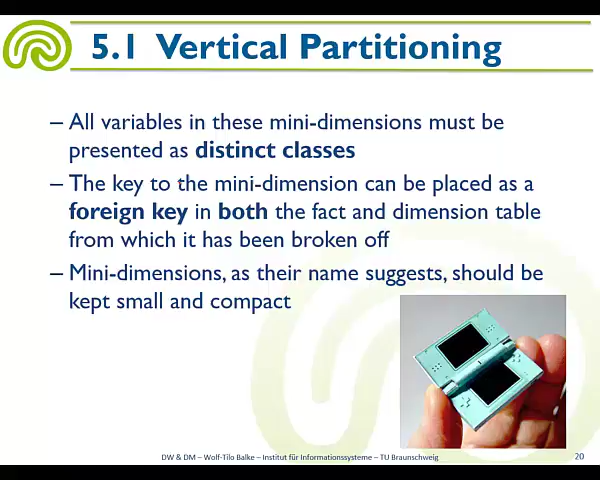 5.1 Vertical Partitioning
– All variables in these mini-dimensions must be
presented as distinct classes
– The key to the mini-dimension can be placed as a
foreign key in both the fact and dimension table
from which it has been broken off
– Mini-dimensions, as their name suggests, should be
kept small and compact
DW & DM – Wolf-Tilo Balke – Institut für Informationssysteme – TU Braunschweig
20